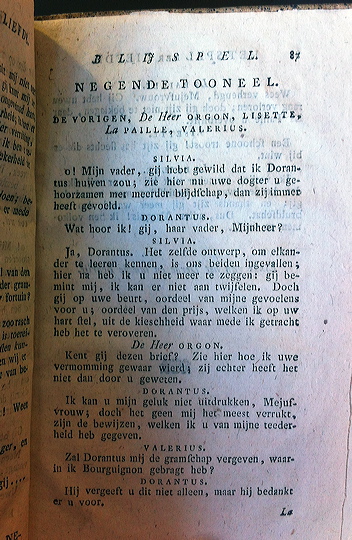 BLIJSPEL. 87
NEGENDE TOONEEL.
DE VORIGEN, De Heer ORGON, LISETTE,
La PAILLE, VALERIUS.
SILVIA.
o! Mijn vader, gij hebt gewild dat ik Doran-
tus huwen zou; zie hier nu uwe dogter u ge-
hoorzamen met meerder blijdschap, dan zij immer
heeft gevoeld.
DORANTUS.
Wat hoor ik! gij, haar vader, Mijnheer?
SILVIA.
Ja, Dorantus. Het zelfde ontwerp, om elkan-
der te leeren kennen, is ons beiden ingevallen;
hier na heb ik u niet meer te zeggen: gij be-
mint mij, ik kan er niet aan twijfelen. Doch
gij op uwe beurt, oordeel van mijne gevoelens
voor u; oordeel van den prijs, welken ik op uw
hart stel, uit de kieschheid waar mede ik getracht
heb het te veroveren.
De Heer ORGON.
Kent gij dezen brief? Zie hier hoe ik uwe
vermomming gewaar wierd; zij echter heeft het
niet dan door u geweten.
DORANTUS.
Ik kan u mijn geluk niet uitdrukken, Mejuf-
vrouw; doch het geen mij het meest verrukt,
zijn de bewijzen, welken ik u van mijne teeder-
heid heb gegeven.
VALERIUS.
Zal Dorantus mij de gramschap vergeven, waar-
in ik Bourguignon gebragt heb?
DORANTUS.
Hij vergeeft u dit niet alleen, maar hij bedankt
er u voor.
La